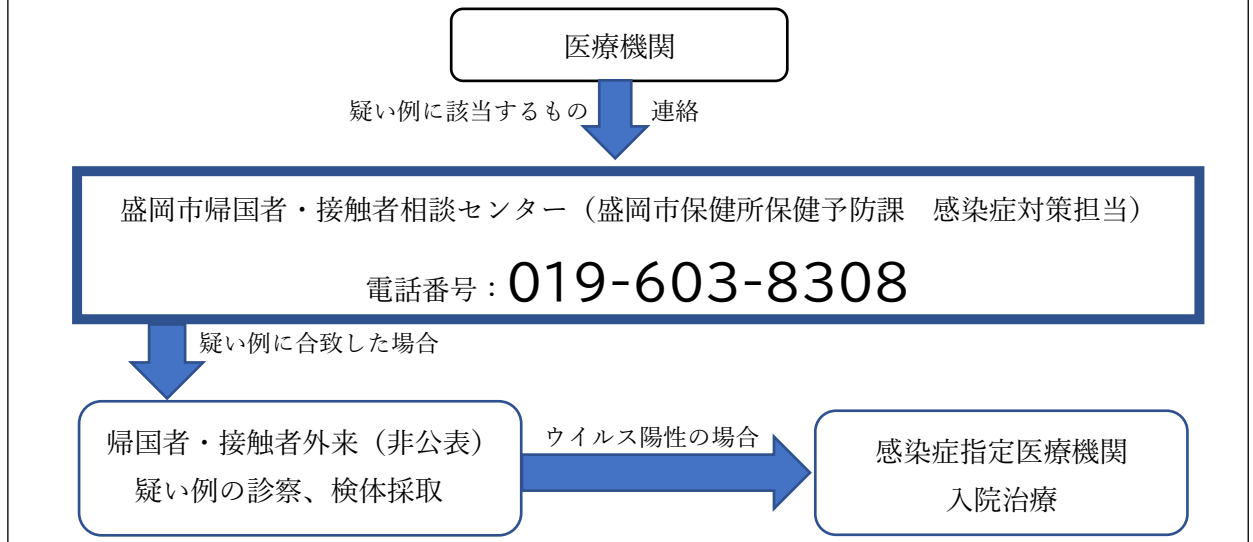 医療機関
疑い例に該当するもの 連絡
盛岡市帰国者・接触者相談センター（盛岡市保健所保健予防課　感染症対策担当）
電話番号：019-603-8308
疑い例に合致した場合
帰国者・接触者外来（非公表）
疑い例の診察、検体採取
ウイルス陽性の場合
感染症指定医療機関
入院治療